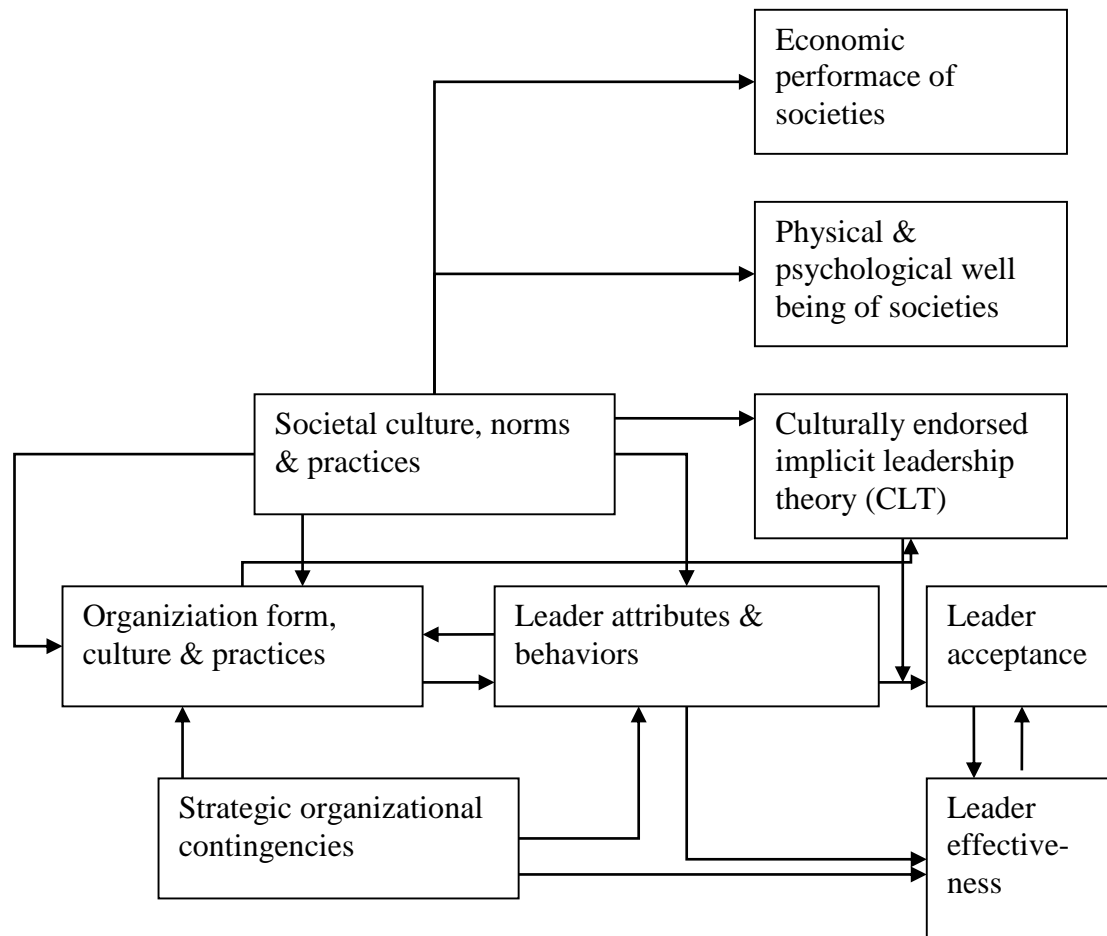 Economic
performace of
societies
Physical &
psychological well
being of societies
Societal culture, norms
& practices
Culturally endorsed
implicit leadership
theory (CLT)
Organiziation form,
culture & practices
Leader attributes &
behaviors
Leader
acceptance
Strategic organizational
contingencies
Leader
effective-
ness